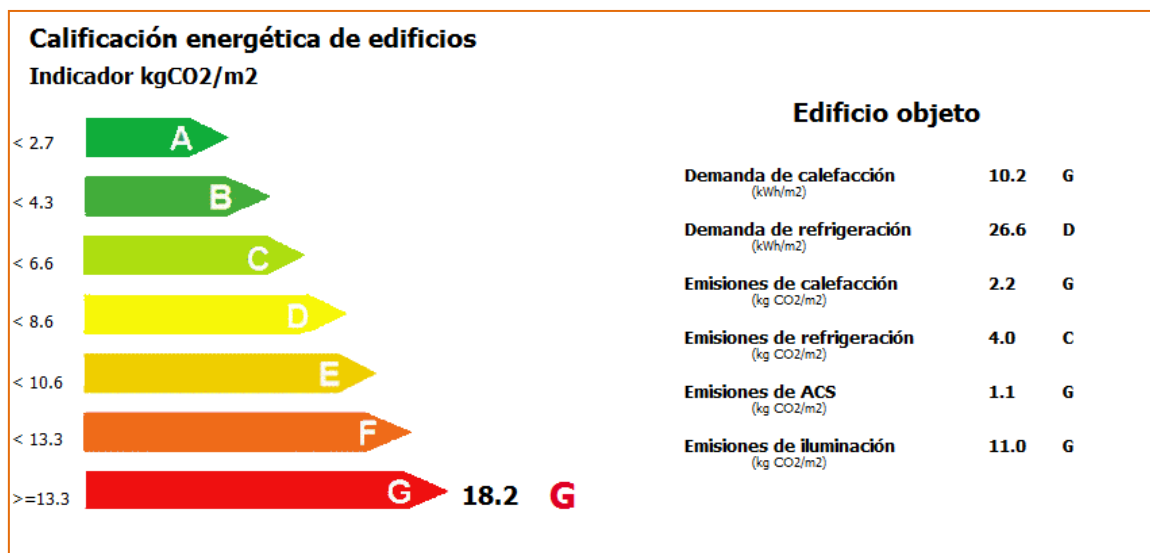 Calificación energética de edificios
Indicador kgCO2/m2
< 2.7 A
< 4.3 B
< 6.6 C
< 8.6 D
< 10.6 E
< 13.3 F
>=13.3 G 18.2 G
Edificio objeto
Demanda de calefacción 10.2 G
(kWh/m2)
Demanda de refrigeración 26.6 D
(kWh/m2)
Emisiones de calefacción 2.2 G
(kg CO2/m2)
Emisiones de refrigeración 4.0 C
(kg CO2/m2)
Emisiones de ACS 1.1 G
(kg CO2/m2)
Emisiones de iluminación 11.0 G
(kg CO2/m2)